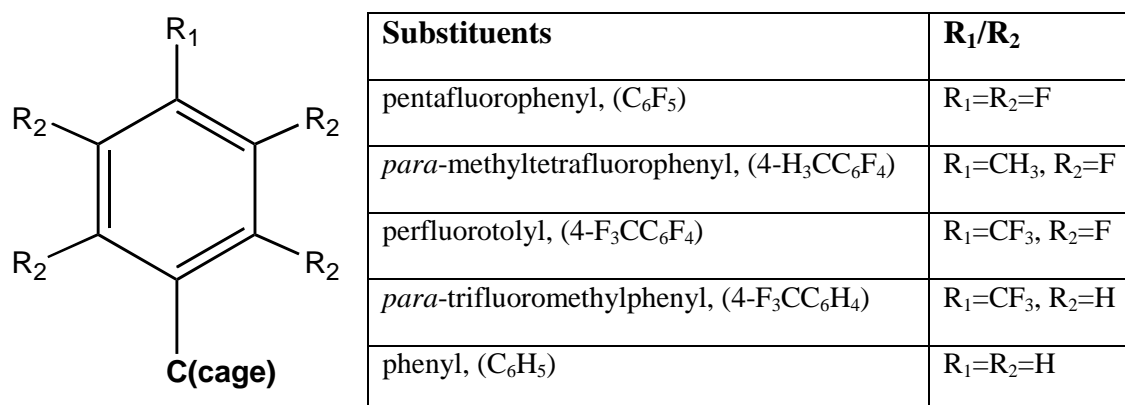 R₁
R₂ R₂
R₂ R₂
C(cage)
Substituents R₁/R₂
pentafluorophenyl, (C₆F₅) R₁=R₂=F
para-methyltetrafluorophenyl, (4-H₃CC₆F₄) R₁=CH₃, R₂=F
perfluorotolyl, (4-F₃CC₆F₄) R₁=CF₃, R₂=F
para-trifluoromethylphenyl, (4-F₃CC₆H₄) R₁=CF₃, R₂=H
phenyl, (C₆H₅) R₁=R₂=H